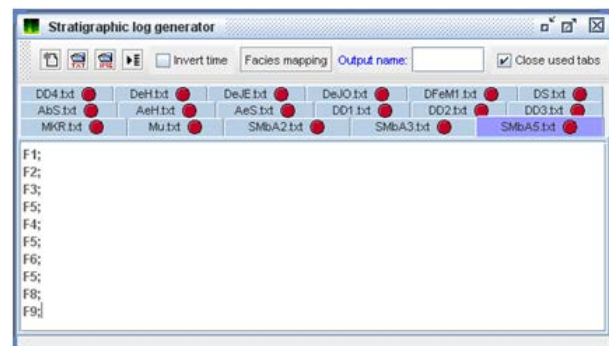 Stratigraphic log generator
Invert time Facies mapping Output name: Close used tabs
DD4.txt DeH.txt DeJE.txt DeJO.txt DFeM1.txt DS.txt
AbS.txt AeH.txt AeS.txt DD1.txt DD2.txt DD3.txt
MKR.txt Mu.txt SMbA2.txt SMbA3.txt SMbA5.txt
F1;
F2;
F3;
F5;
F4;
F5;
F6;
F5;
F8;
F9;